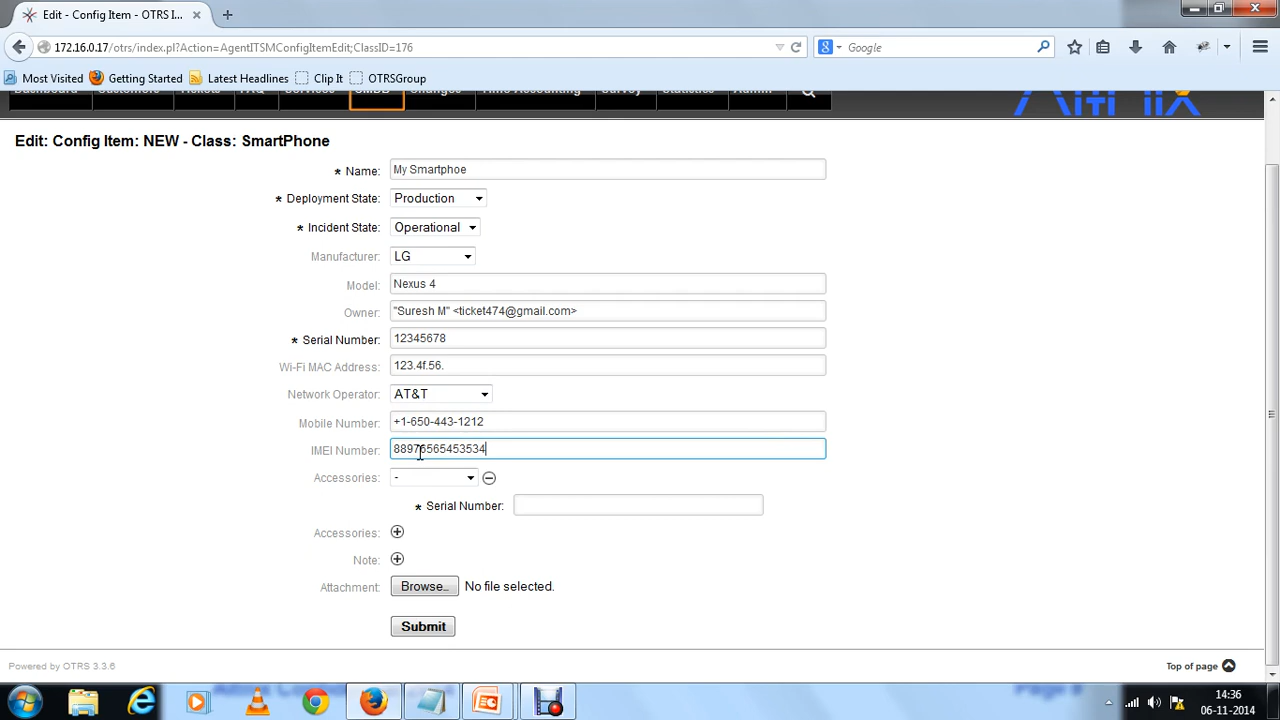 Edit - Config Item - OTRS I...
172.16.0.17/otrs/index.pl?Action=AgentITSMConfigItemEdit;ClassID=176
Google
Most Visited
Getting Started
Latest Headlines
Clip It
OTRSGroup
Dashboard Customers Tickets FAQ Services CMDB Changes Time Accounting Survey Statistics Admin
Edit: Config Item: NEW - Class: SmartPhone
* Name: My Smartphoe
* Deployment State: Production
* Incident State: Operational
Manufacturer: LG
Model: Nexus 4
Owner: "Suresh M" <ticket474@gmail.com>
* Serial Number: 12345678
Wi-Fi MAC Address: 123.4f.56.
Network Operator: AT&T
Mobile Number: +1-650-443-1212
IMEI Number: 88976565453534
Accessories: -
* Serial Number:
Accessories:
Note:
Attachment: Browse... No file selected.
Submit
Powered by OTRS 3.3.6
Top of page
14:36
06-11-2014